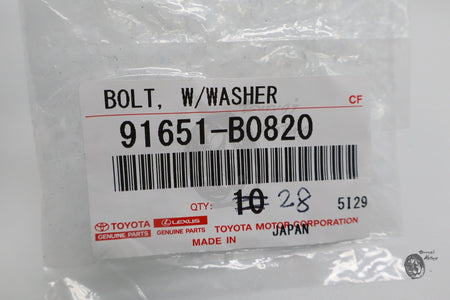 BOLT, W/WASHER
CF
91651-B0820
QTY: 10 28
5I29
TOYOTA GENUINE PARTS
LEXUS GENUINE PARTS
TOYOTA MOTOR CORPORATION
MADE IN JAPAN